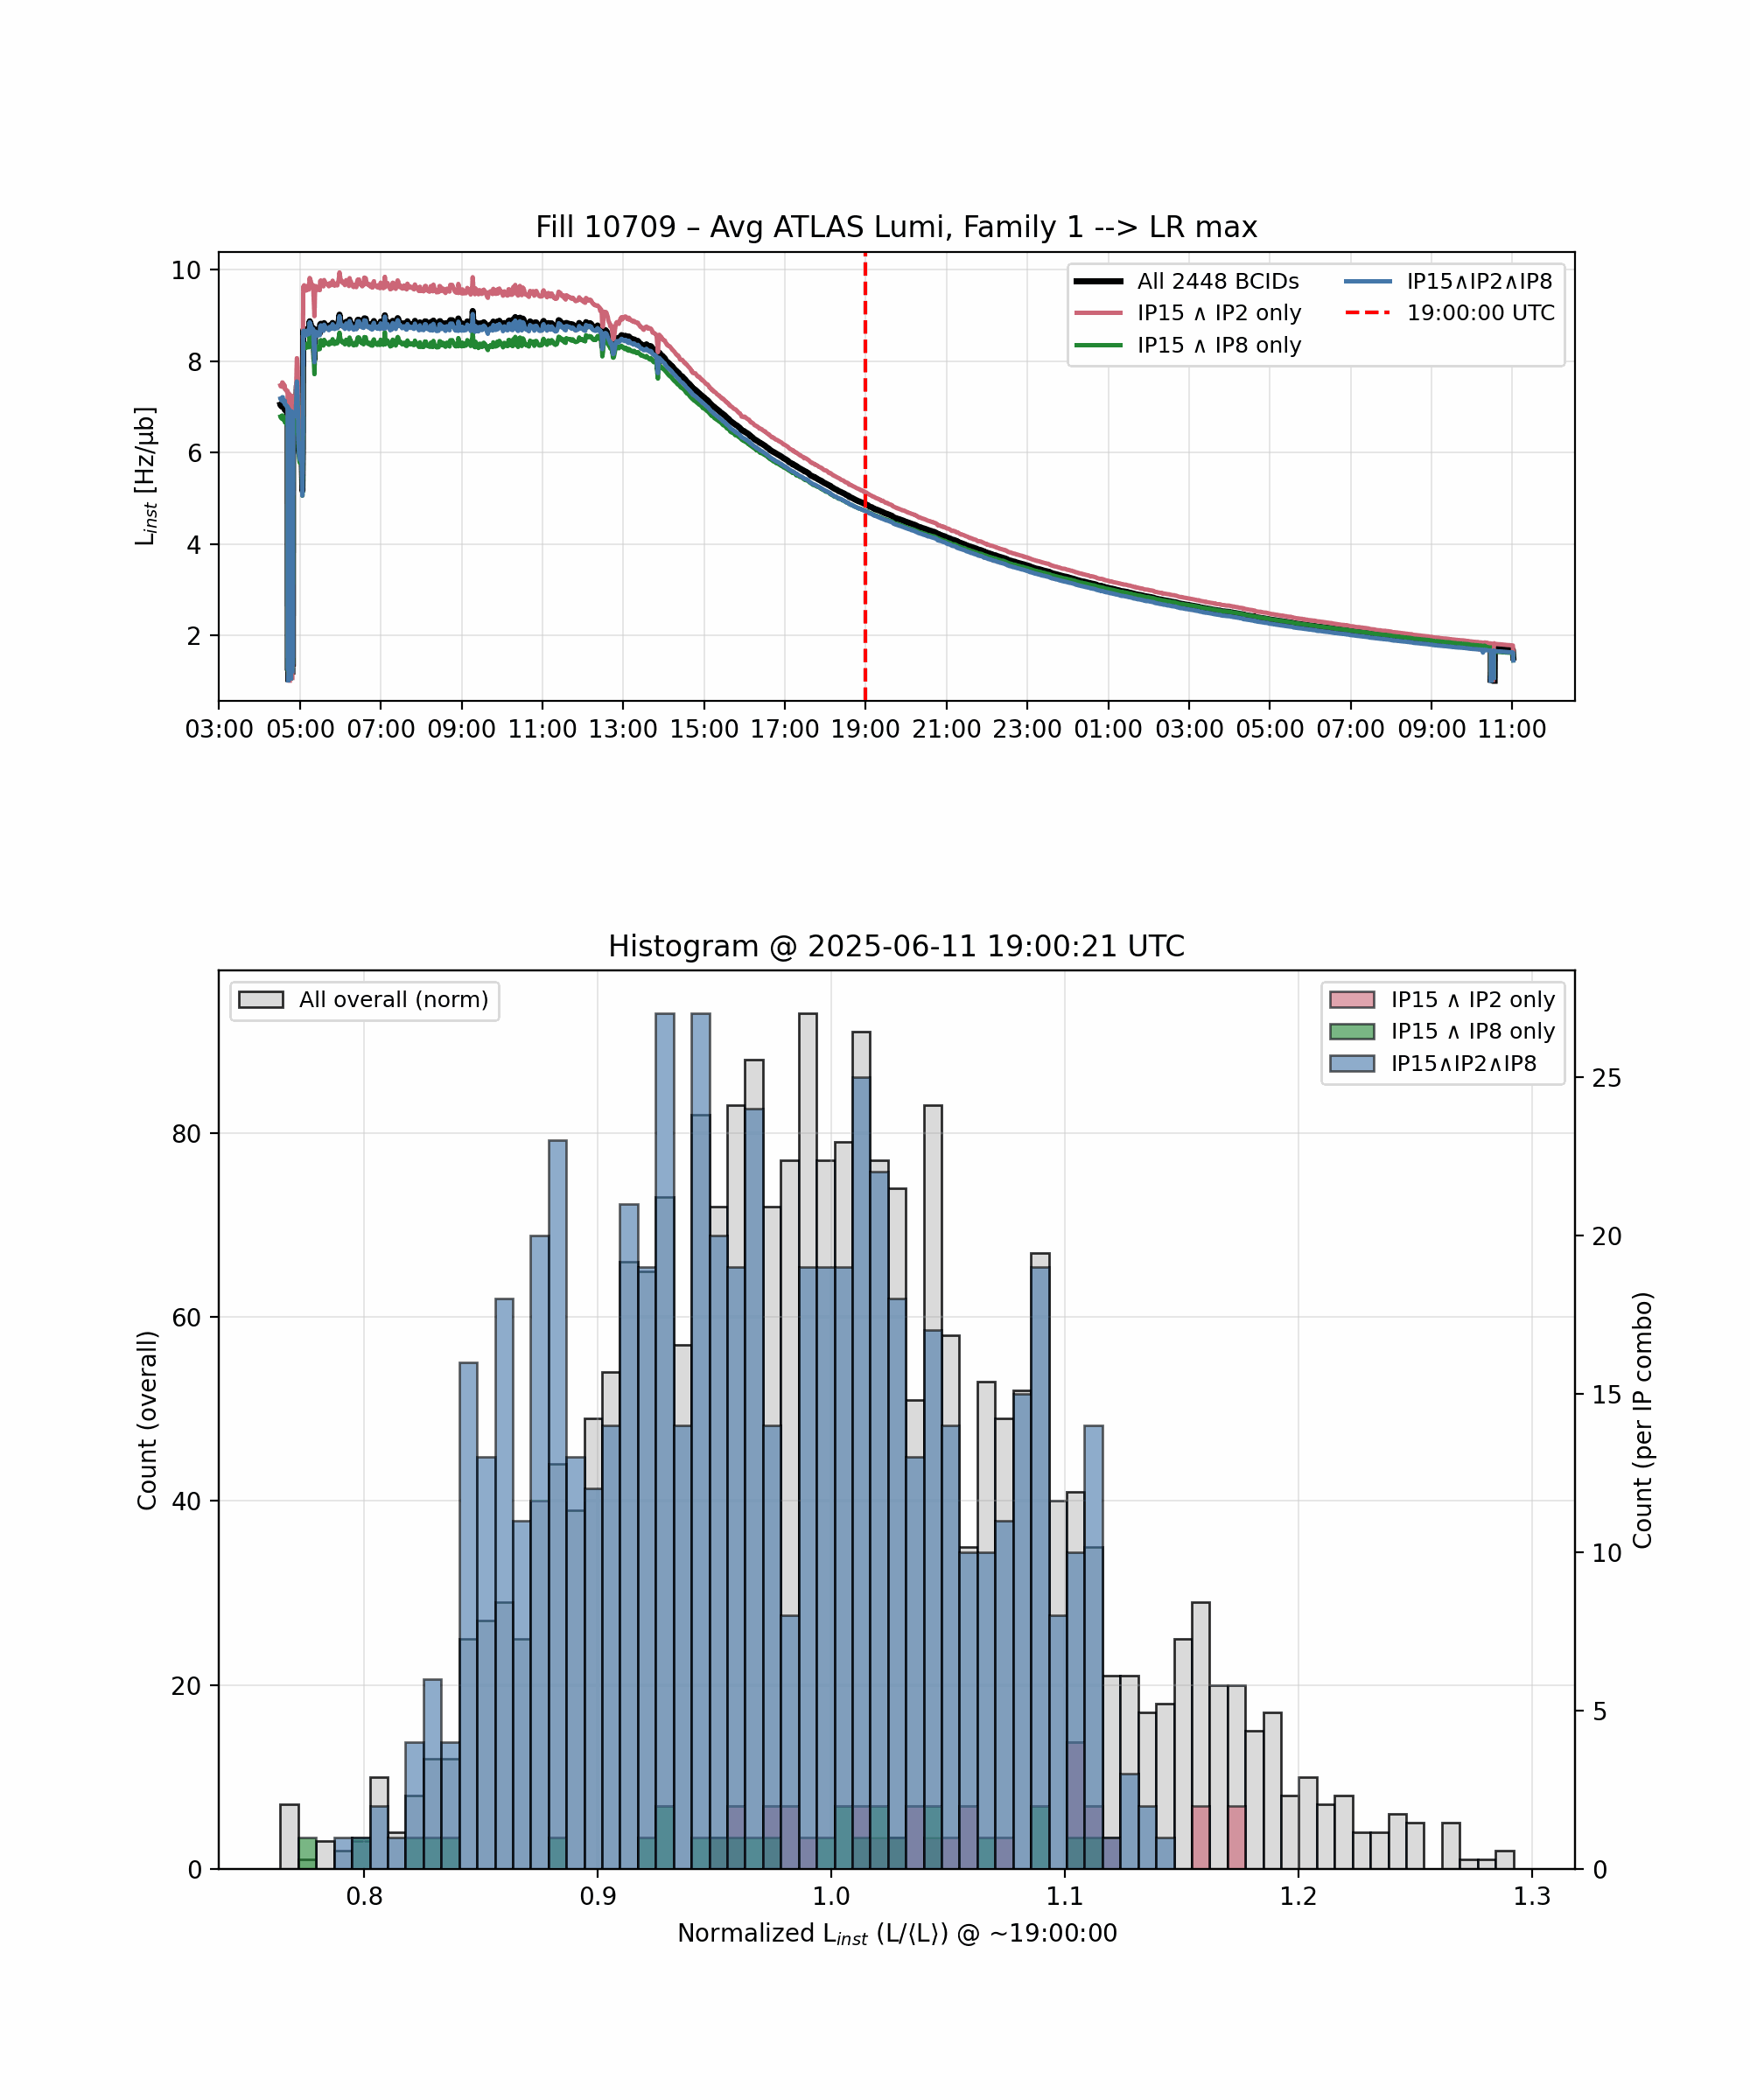 Fill 10709 – Avg ATLAS Lumi, Family 1 --> LR max
L_inst [Hz/μb]
10
8
6
4
2
All 2448 BCIDs
IP15 ∧ IP2 only
IP15 ∧ IP8 only
IP15∧IP2∧IP8
19:00:00 UTC
03:00 05:00 07:00 09:00 11:00 13:00 15:00 17:00 19:00 21:00 23:00 01:00 03:00 05:00 07:00 09:00 11:00
Histogram @ 2025-06-11 19:00:21 UTC
All overall (norm)
IP15 ∧ IP2 only
IP15 ∧ IP8 only
IP15∧IP2∧IP8
Count (overall)
80
60
40
20
0
Count (per IP combo)
25
20
15
10
5
0
0.8 0.9 1.0 1.1 1.2 1.3
Normalized L_inst (L/⟨L⟩) @ ~19:00:00